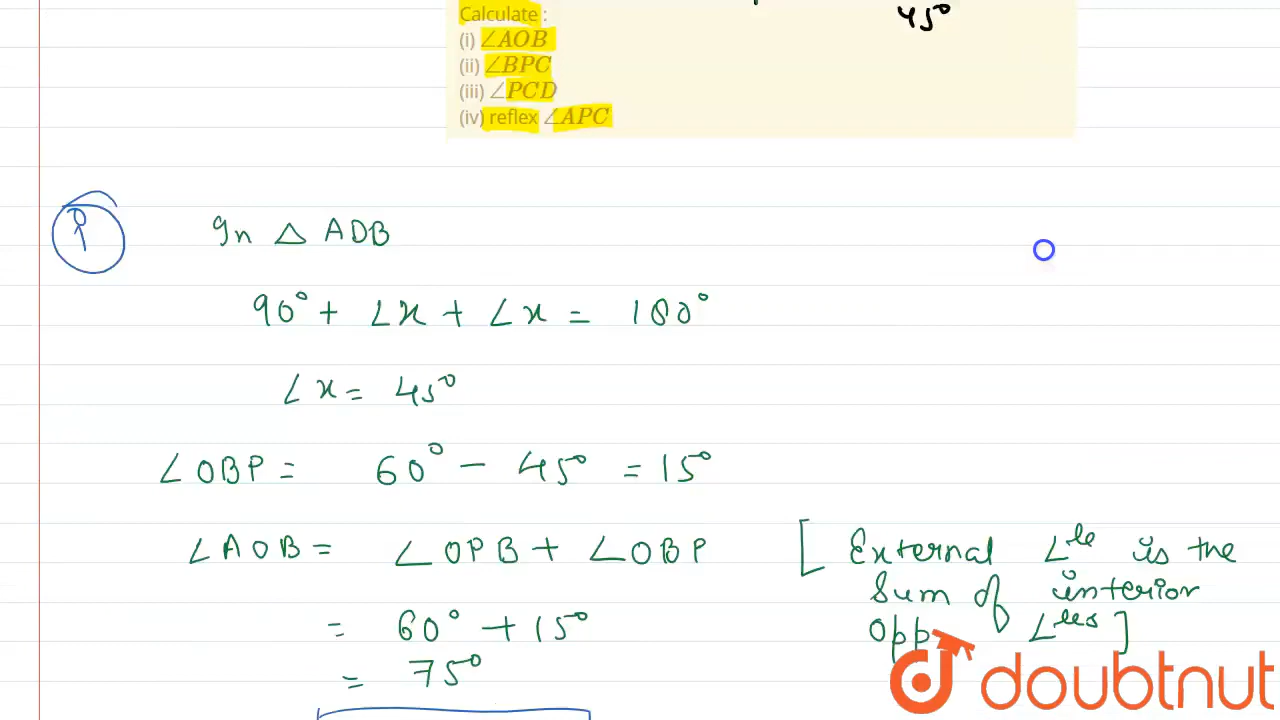 Calculate :
45°
(i) ∠AOB
(ii) ∠BPC
(iii) ∠PCD
(iv) reflex ∠APC
i
In △ ADB
90° + ∠x + ∠x = 180°
∠x = 45°
∠OBP = 60° - 45° = 15°
∠AOB = ∠OPB + ∠OBP [ External ∠le is the
Sum of interior
opp ∠les ]
= 60° + 15°
= 75°
doubtnut